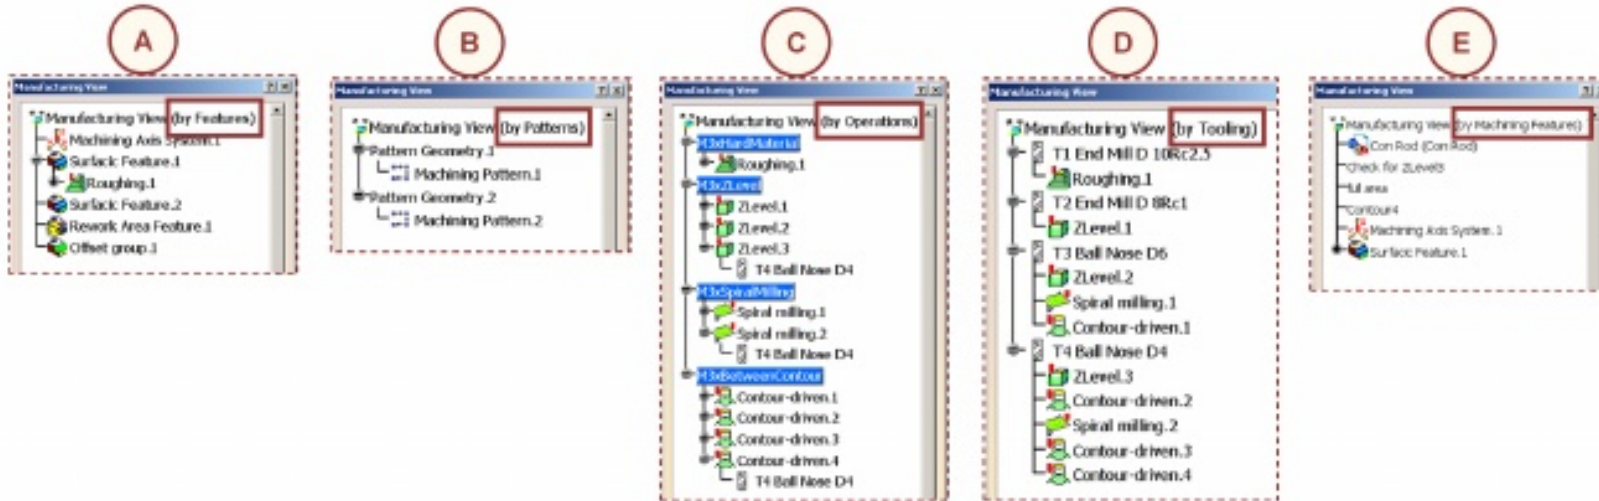 A
Manufacturing View
Manufacturing View (by Features)
Machining Axis System.1
Surfacic Feature.1
Roughing.1
Surfacic Feature.2
Rework Area Feature.1
Offset group.1
B
Manufacturing View
Manufacturing View (by Patterns)
Pattern Geometry.1
Machining Pattern.1
Pattern Geometry.2
Machining Pattern.2
C
Manufacturing View
Manufacturing View (by Operations)
M3xHardMaterial
Roughing.1
M3xZLevel
ZLevel.1
ZLevel.2
ZLevel.3
T4 Ball Nose D4
M3xSpiralMilling
Spiral milling.1
Spiral milling.2
T4 Ball Nose D4
M3xBetweenContour
Contour-driven.1
Contour-driven.2
Contour-driven.3
Contour-driven.4
T4 Ball Nose D4
D
Manufacturing View
Manufacturing View (by Tooling)
T1 End Mill D 10Rc2.5
Roughing.1
T2 End Mill D 8Rc1
ZLevel.1
T3 Ball Nose D6
ZLevel.2
Spiral milling.1
Contour-driven.1
T4 Ball Nose D4
ZLevel.3
Contour-driven.2
Spiral milling.2
Contour-driven.3
Contour-driven.4
E
Manufacturing View
Manufacturing View (by Machining Features)
Con Rod (Con Rod)
Check for ZLevel3
full area
Contour4
Machining Axis System.1
Surfacic Feature.1